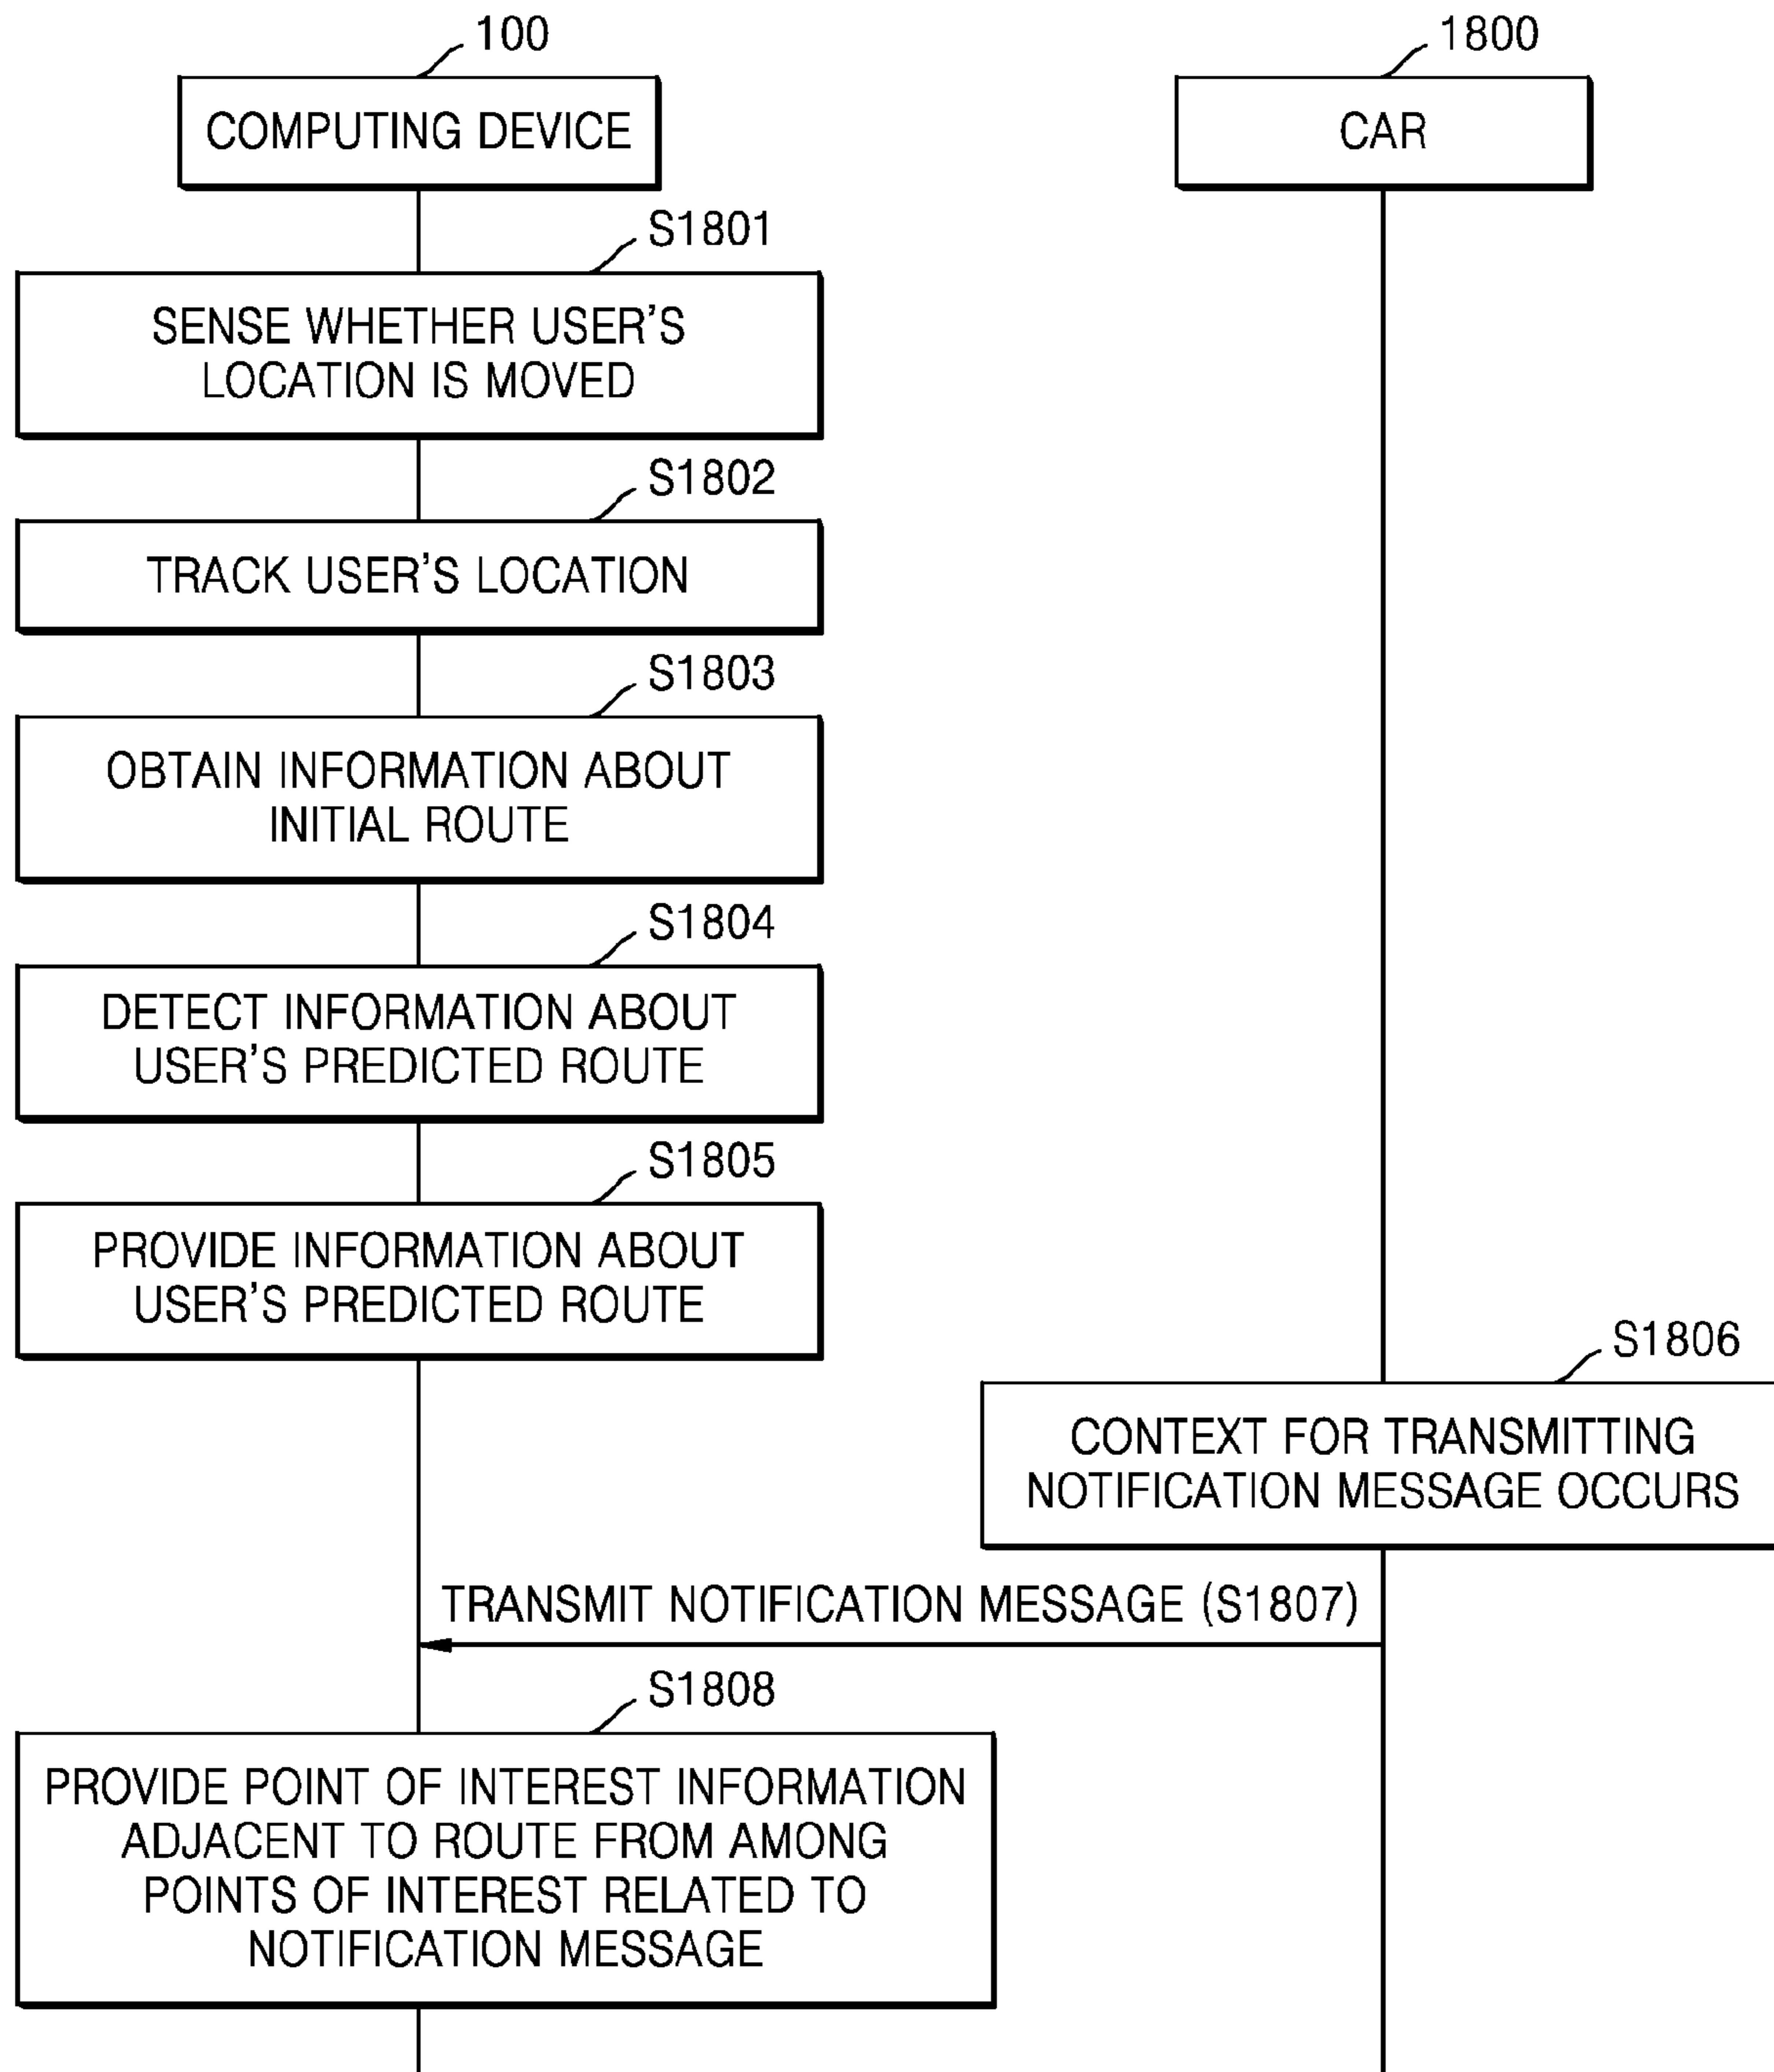 100
COMPUTING DEVICE
1800
CAR
S1801
SENSE WHETHER USER'S
LOCATION IS MOVED
S1802
TRACK USER'S LOCATION
S1803
OBTAIN INFORMATION ABOUT
INITIAL ROUTE
S1804
DETECT INFORMATION ABOUT
USER'S PREDICTED ROUTE
S1805
PROVIDE INFORMATION ABOUT
USER'S PREDICTED ROUTE
S1806
CONTEXT FOR TRANSMITTING
NOTIFICATION MESSAGE OCCURS
TRANSMIT NOTIFICATION MESSAGE (S1807)
S1808
PROVIDE POINT OF INTEREST INFORMATION
ADJACENT TO ROUTE FROM AMONG
POINTS OF INTEREST RELATED TO
NOTIFICATION MESSAGE